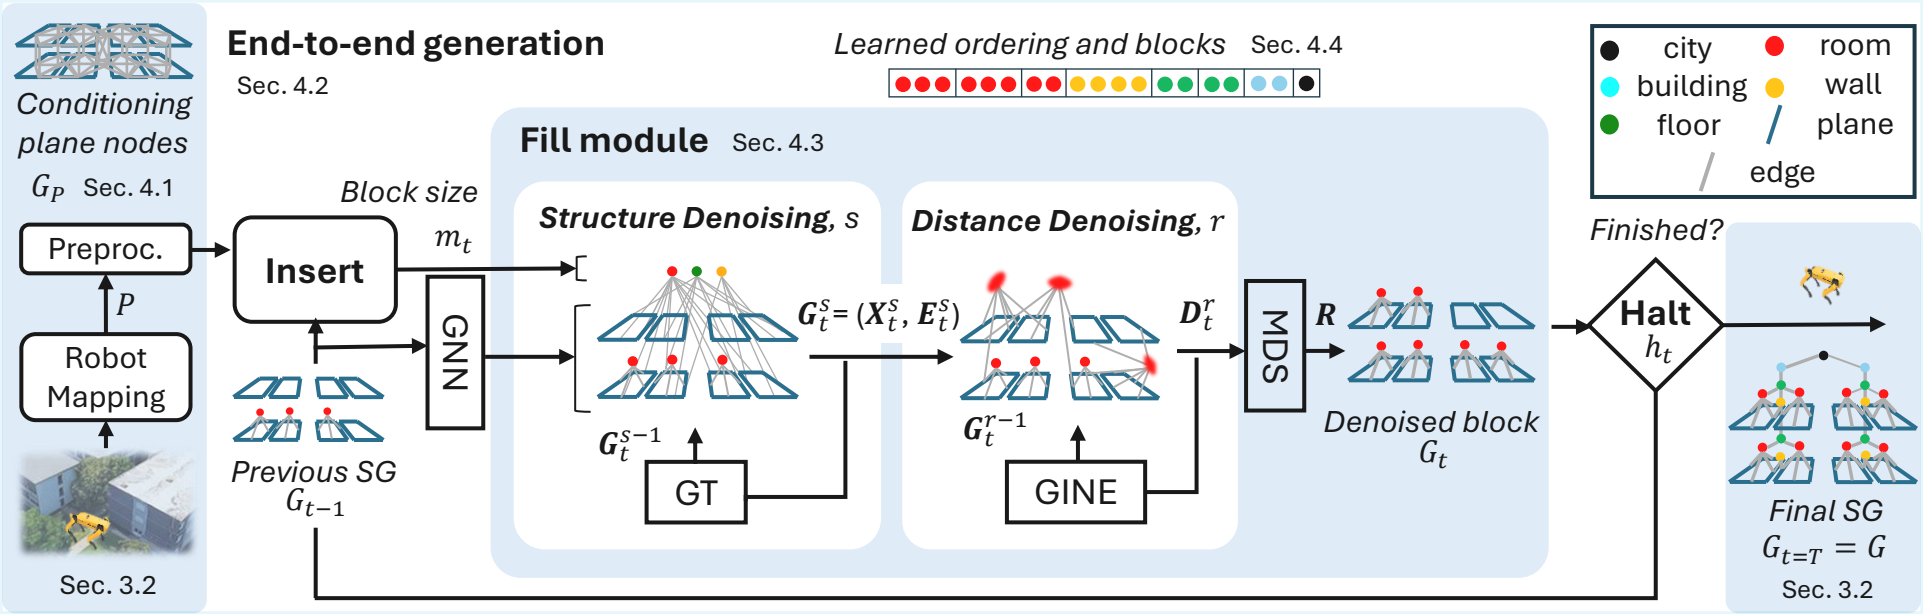 End-to-end generation
Sec. 4.2
Learned ordering and blocks Sec. 4.4
city
room
building
wall
floor
plane
edge
Conditioning
plane nodes
G_P Sec. 4.1
Preproc.
P
Robot
Mapping
Sec. 3.2
Block size
m_t
Insert
GNN
Previous SG
G_{t−1}
Fill module Sec. 4.3
Structure Denoising, s
G_t^{s−1}
GT
G_t^s = (X_t^s, E_t^s)
Distance Denoising, r
G_t^{r−1}
GINE
D_t^r
MDS
R
Denoised block
G_t
Finished?
Halt
h_t
Final SG
G_{t=T} = G
Sec. 3.2